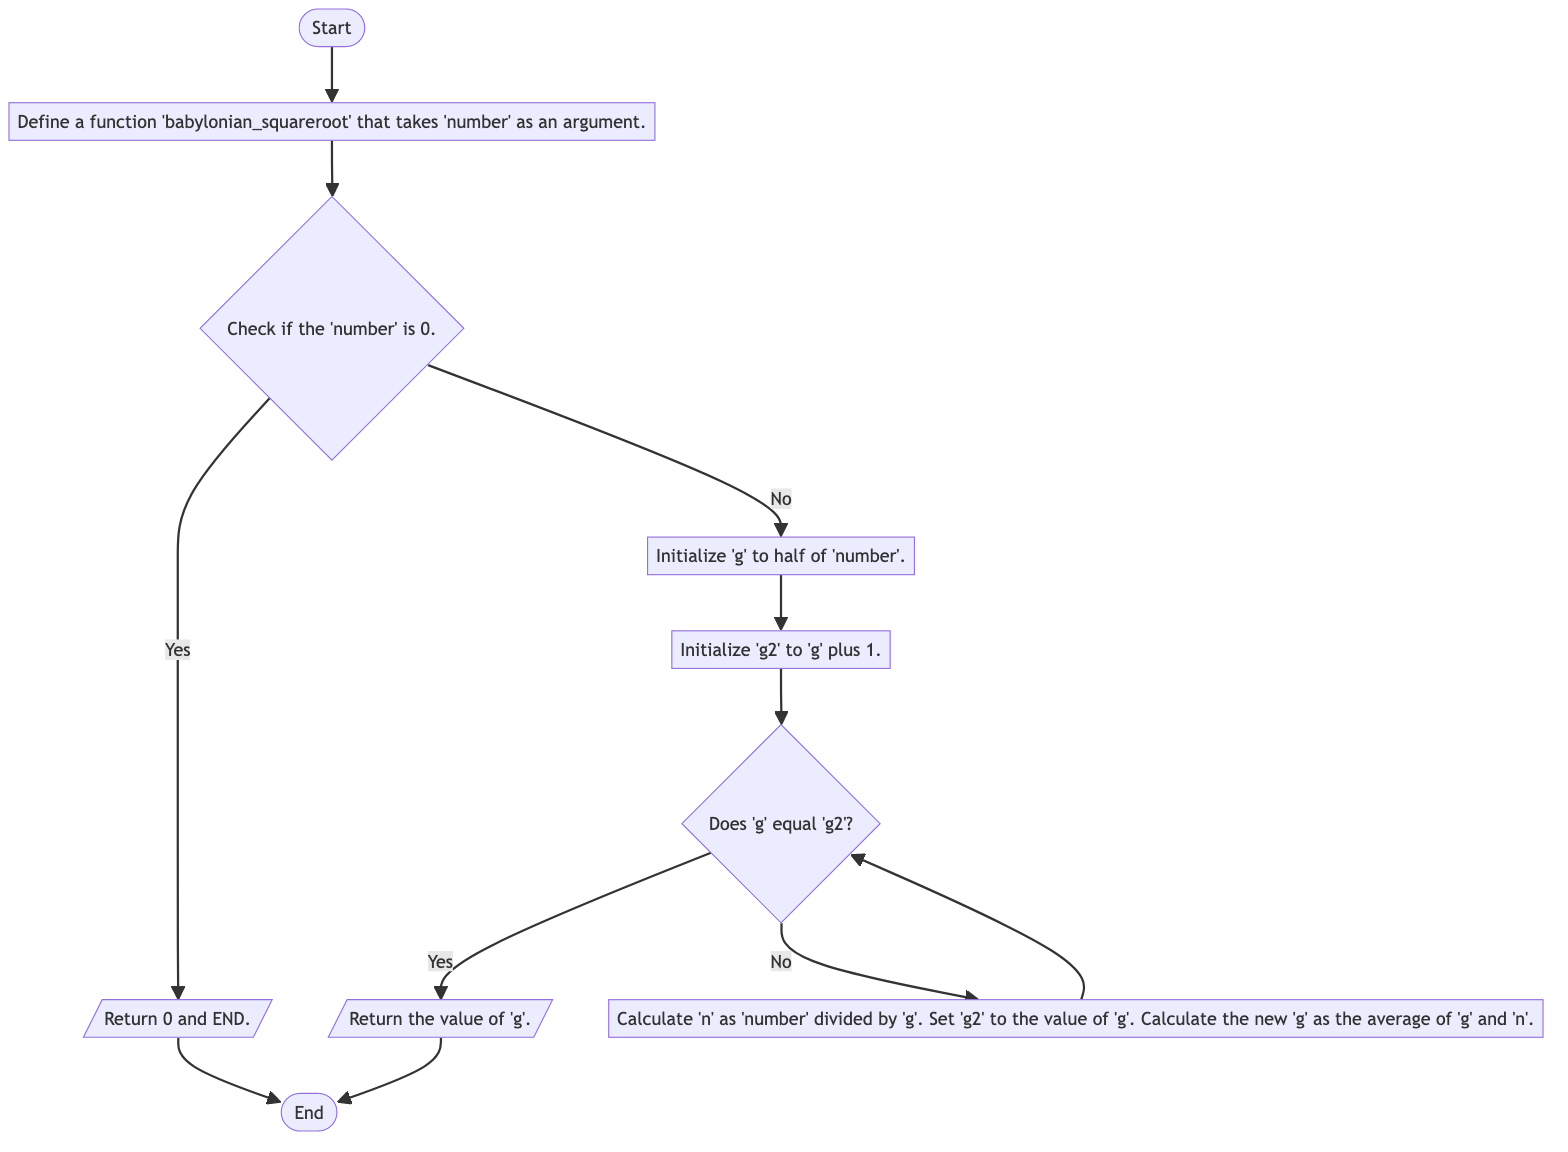 Start
Define a function 'babylonian_squareroot' that takes 'number' as an argument.
Check if the 'number' is 0.
No
Initialize 'g' to half of 'number'.
Yes
Initialize 'g2' to 'g' plus 1.
Does 'g' equal 'g2'?
Yes
No
Return 0 and END.
Return the value of 'g'.
Calculate 'n' as 'number' divided by 'g'. Set 'g2' to the value of 'g'. Calculate the new 'g' as the average of 'g' and 'n'.
End